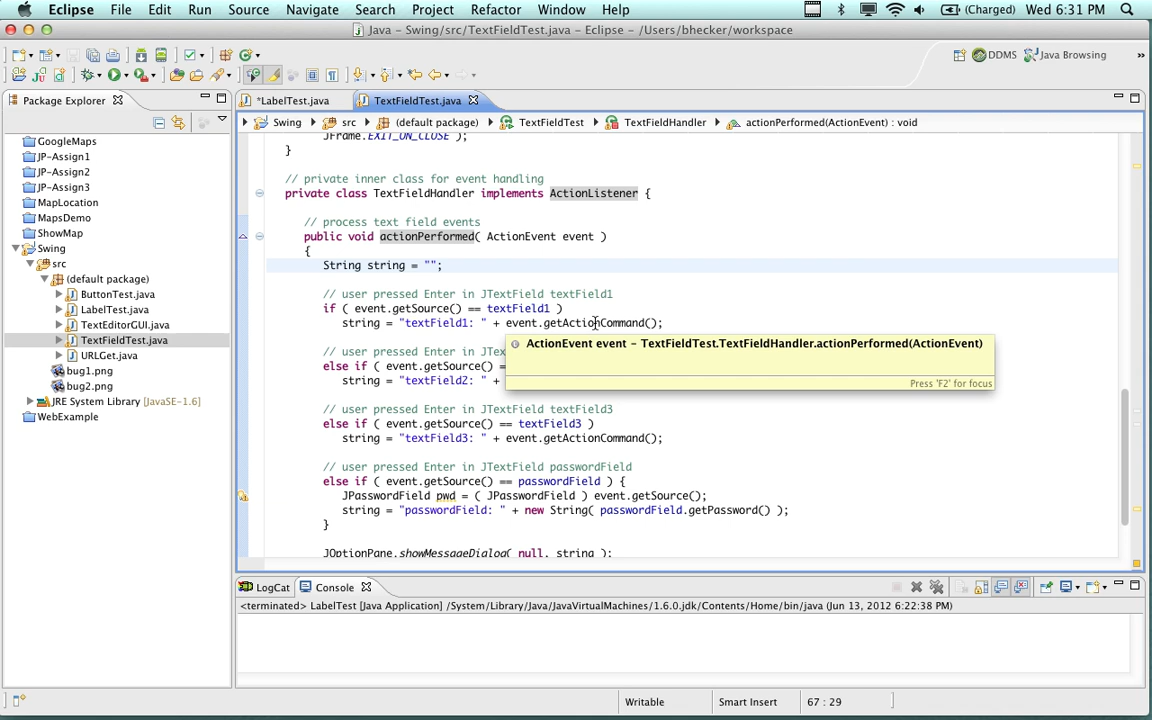 Eclipse File Edit Run Source Navigate Search Project Refactor Window Help (Charged) Wed 6:31 PM
Java – Swing/src/TextFieldTest.java – Eclipse – /Users/bhecker/workspace
DDMS Java Browsing »
Package Explorer
*LabelTest.java TextFieldTest.java
Swing src (default package) TextFieldTest TextFieldHandler actionPerformed(ActionEvent) : void
GoogleMaps
JP-Assign1
JP-Assign2
JP-Assign3
MapLocation
MapsDemo
ShowMap
Swing
src
(default package)
ButtonTest.java
LabelTest.java
TextEditorGUI.java
TextFieldTest.java
URLGet.java
bug1.png
bug2.png
JRE System Library [JavaSE-1.6]
WebExample
JFrame.EXIT_ON_CLOSE );
}
// private inner class for event handling
private class TextFieldHandler implements ActionListener {
// process text field events
public void actionPerformed( ActionEvent event )
{
String string = "";
// user pressed Enter in JTextField textField1
if ( event.getSource() == textField1 )
string = "textField1: " + event.getActionCommand();
// user pressed Enter in JTex
else if ( event.getSource() =
string = "textField2: " +
ActionEvent event – TextFieldTest.TextFieldHandler.actionPerformed(ActionEvent)
Press 'F2' for focus
// user pressed Enter in JTextField textField3
else if ( event.getSource() == textField3 )
string = "textField3: " + event.getActionCommand();
// user pressed Enter in JTextField passwordField
else if ( event.getSource() == passwordField ) {
JPasswordField pwd = ( JPasswordField ) event.getSource();
string = "passwordField: " + new String( passwordField.getPassword() );
}
JOptionPane.showMessageDialog( null, string );
LogCat Console
<terminated> LabelTest [Java Application] /System/Library/Java/JavaVirtualMachines/1.6.0.jdk/Contents/Home/bin/java (Jun 13, 2012 6:22:38 PM)
Writable Smart Insert 67 : 29